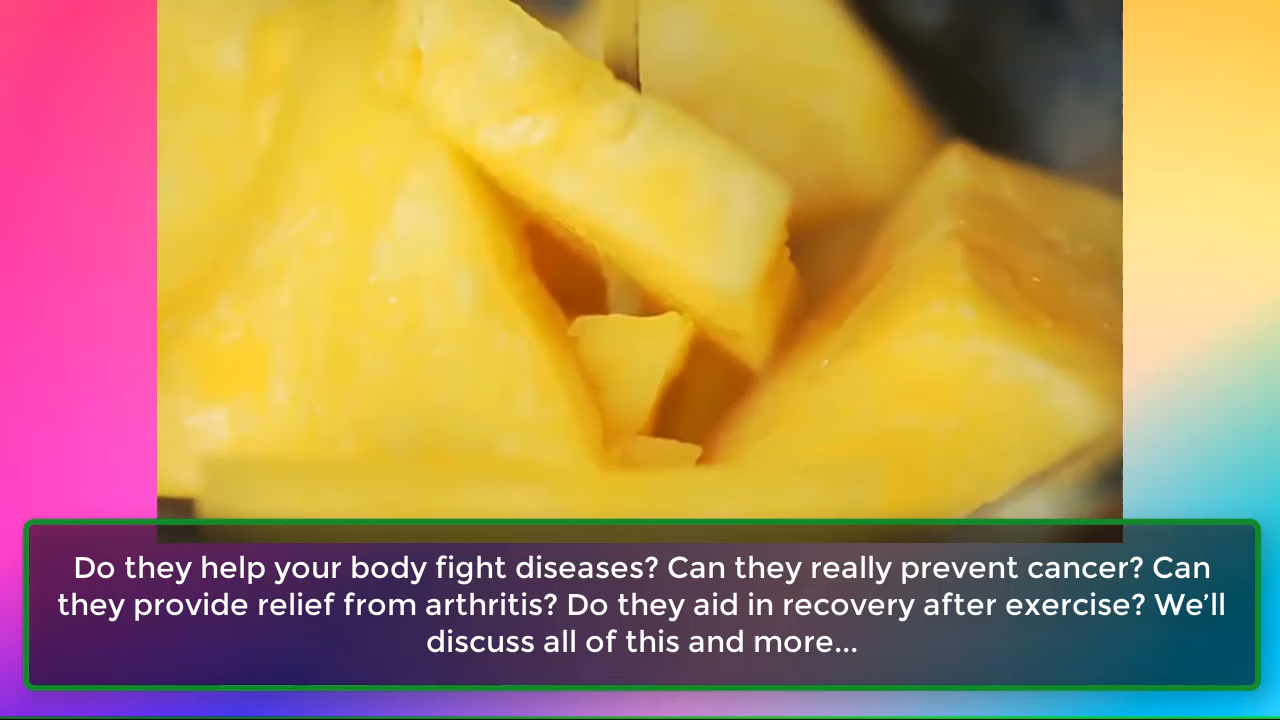 Do they help your body fight diseases? Can they really prevent cancer? Can
they provide relief from arthritis? Do they aid in recovery after exercise? We’ll
discuss all of this and more...